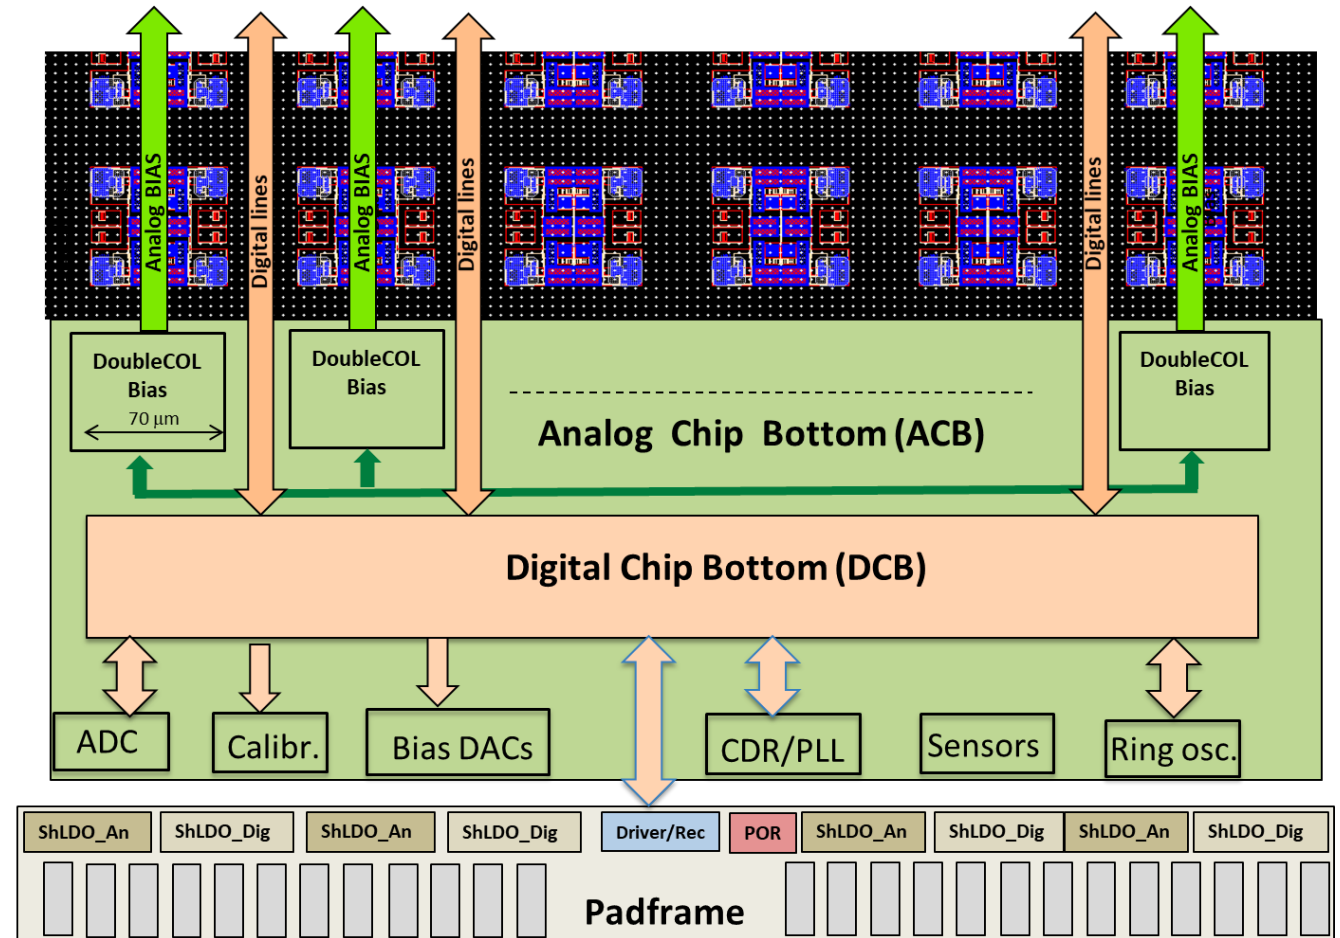 Analog BIAS
Digital lines
Analog BIAS
Digital lines
Digital lines
Analog BIAS
DoubleCOL
Bias
70 μm
DoubleCOL
Bias
DoubleCOL
Bias
Analog Chip Bottom (ACB)
Digital Chip Bottom (DCB)
ADC
Calibr.
Bias DACs
CDR/PLL
Sensors
Ring osc.
ShLDO_An
ShLDO_Dig
ShLDO_An
ShLDO_Dig
Driver/Rec
POR
ShLDO_An
ShLDO_Dig
ShLDO_An
ShLDO_Dig
Padframe